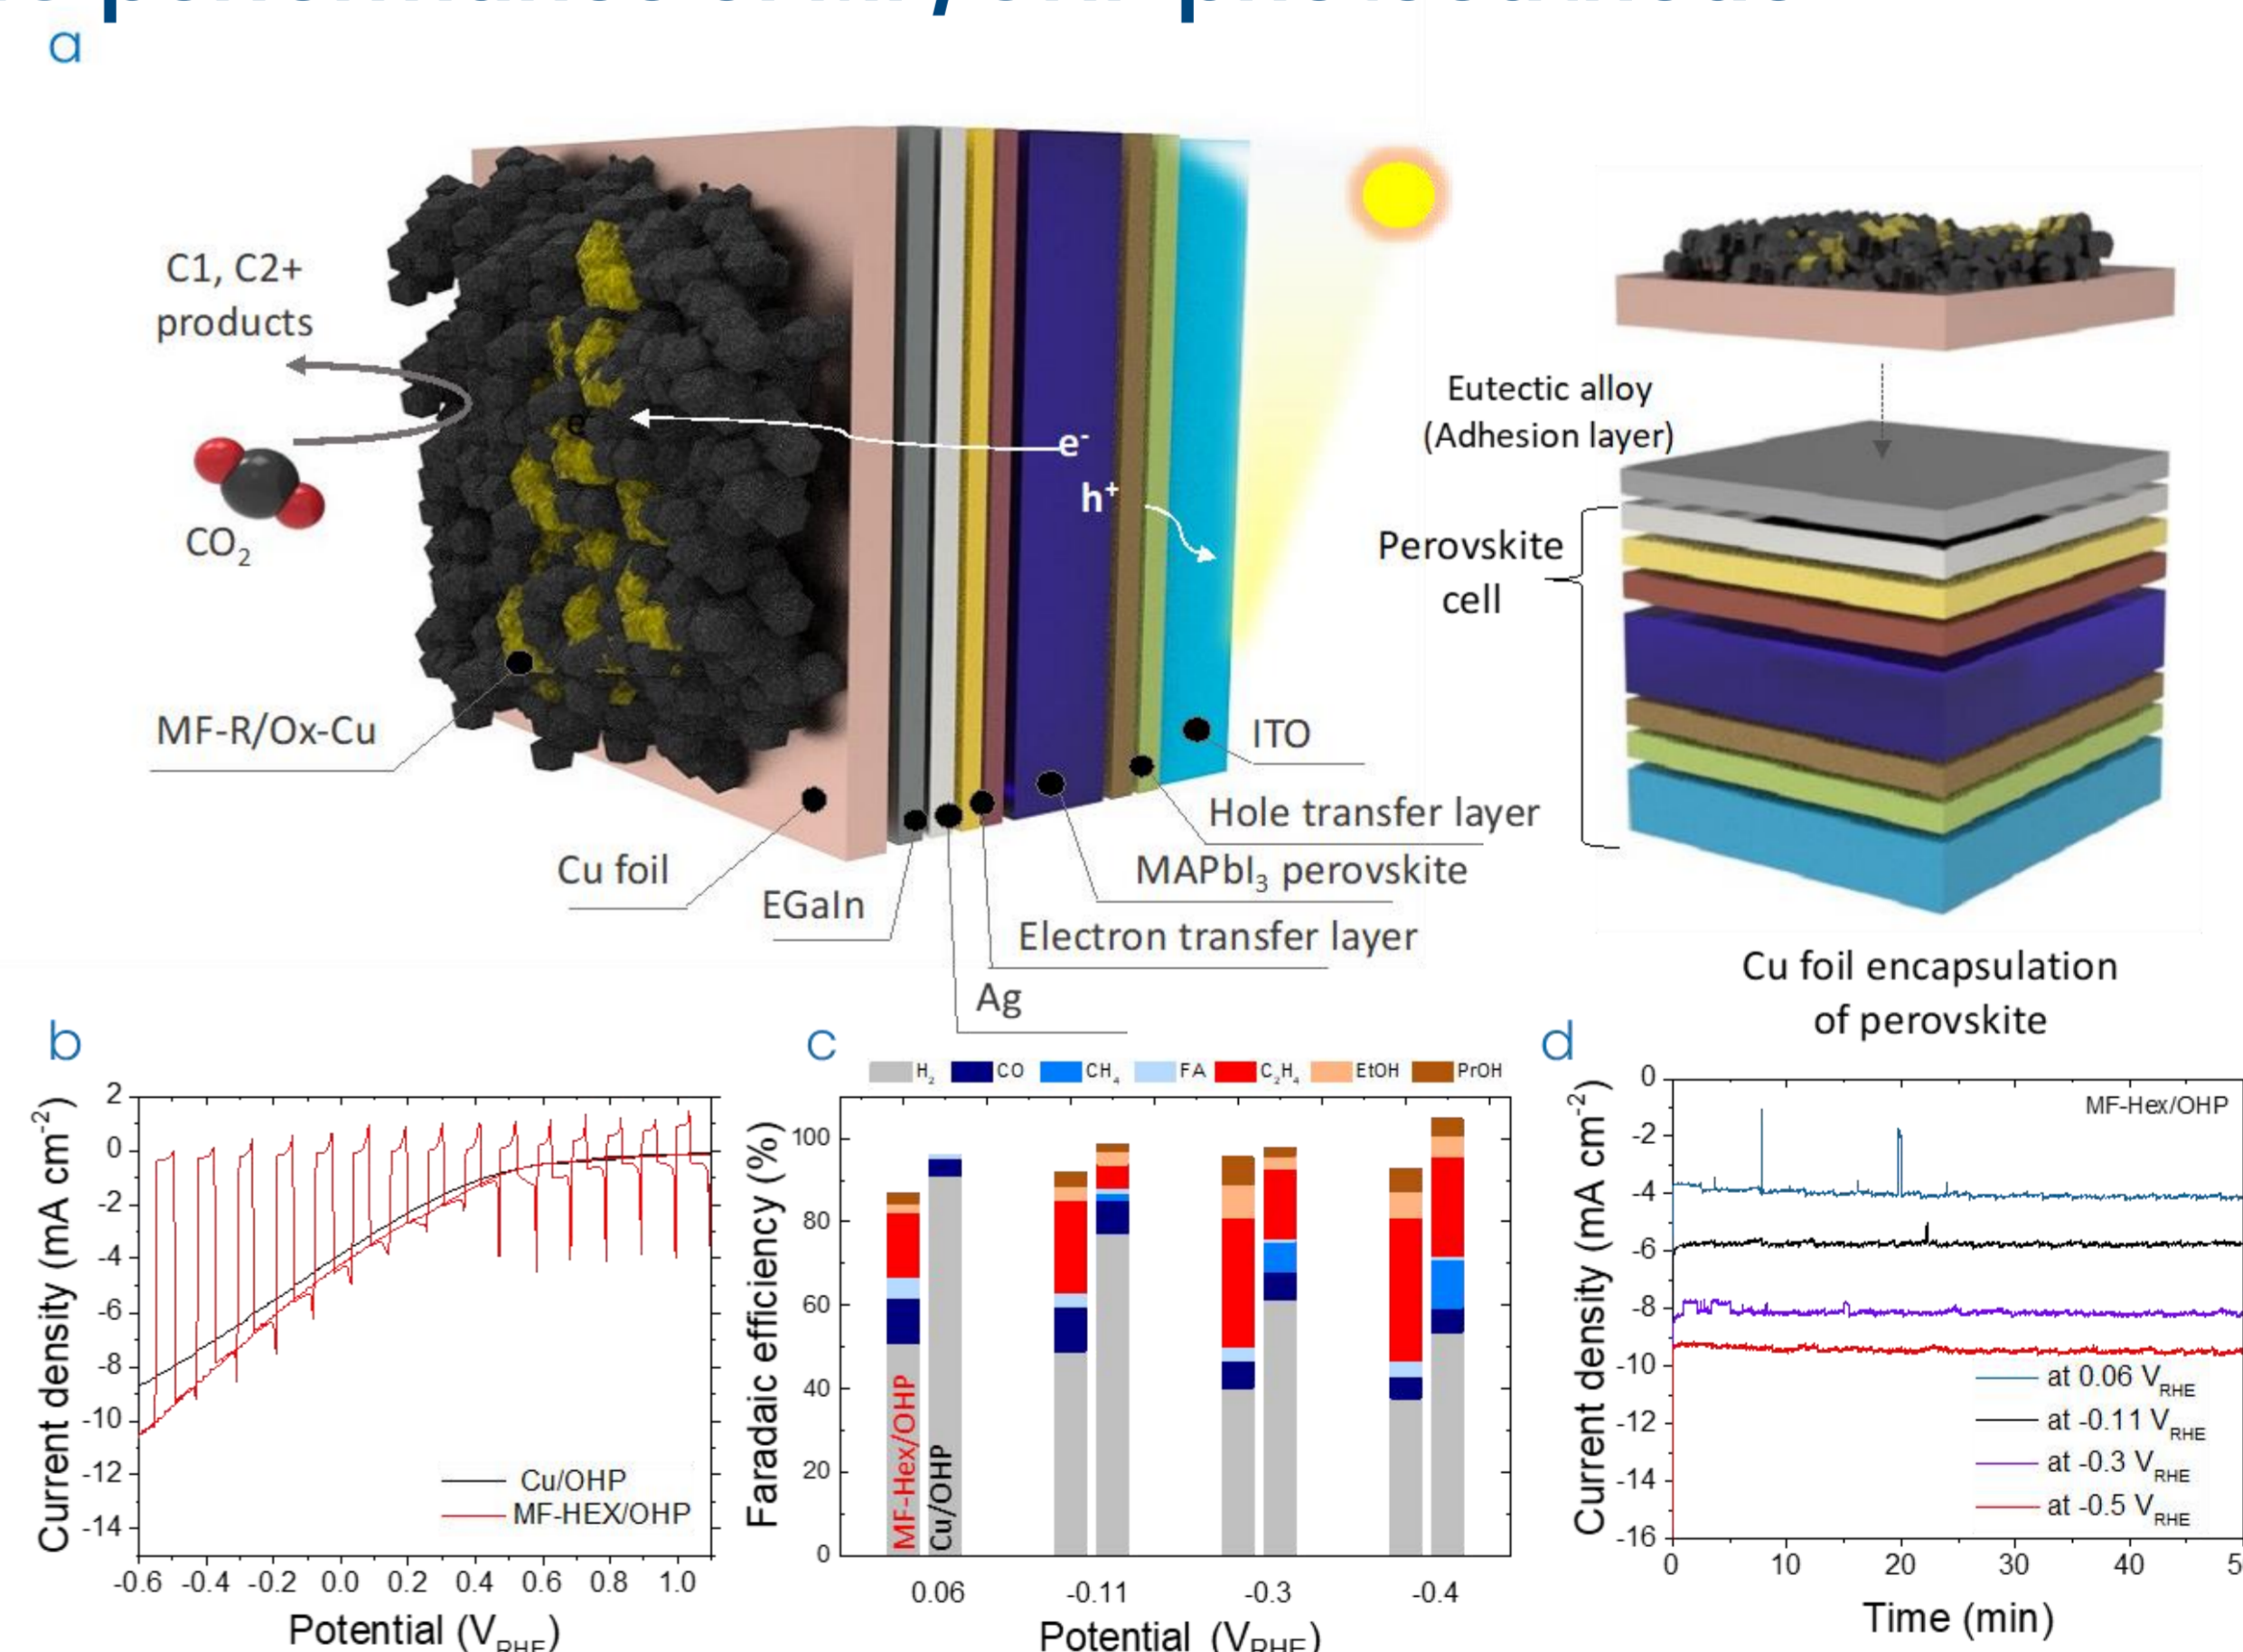 a
C1, C2+
products
CO₂
e
e⁻
h⁺
MF-R/Ox-Cu
Cu foil
EGaIn
Ag
Electron transfer layer
MAPbI₃ perovskite
Hole transfer layer
ITO
Eutectic alloy
(Adhesion layer)
Perovskite
cell
Cu foil encapsulation
of perovskite
b
Current density (mA cm⁻²)
2
0
-2
-4
-6
-8
-10
-12
-14
Cu/OHP
MF-HEX/OHP
-0.6 -0.4 -0.2 0.0 0.2 0.4 0.6 0.8 1.0
Potential (V_RHE)
c
H₂ CO CH₄ FA C₂H₄ EtOH PrOH
Faradaic efficiency (%)
100
80
60
40
20
0
MF-Hex/OHP
Cu/OHP
0.06 -0.11 -0.3 -0.4
Potential (V_RHE)
d
Current density (mA cm⁻²)
0
-2
-4
-6
-8
-10
-12
-14
-16
MF-Hex/OHP
at 0.06 V_RHE
at -0.11 V_RHE
at -0.3 V_RHE
at -0.5 V_RHE
0 10 20 30 40
Time (min)